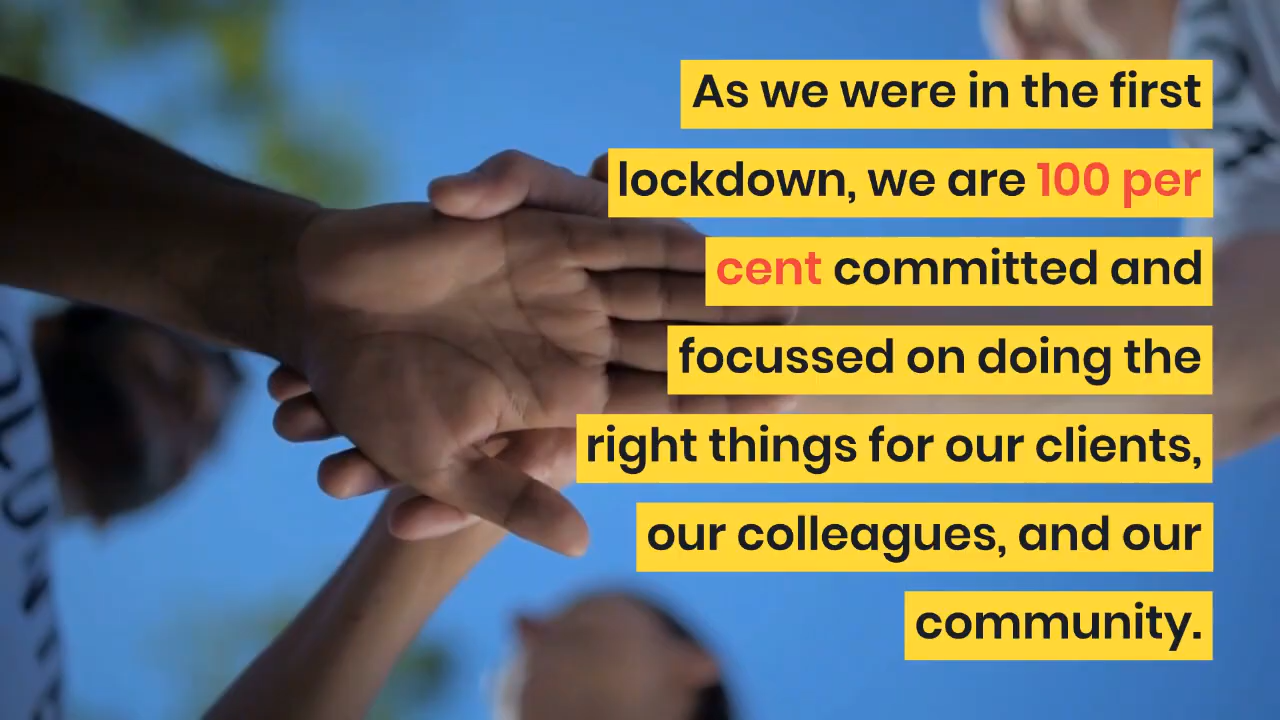 As we were in the first
lockdown, we are 100 per
cent committed and
focussed on doing the
right things for our clients,
our colleagues, and our
community.